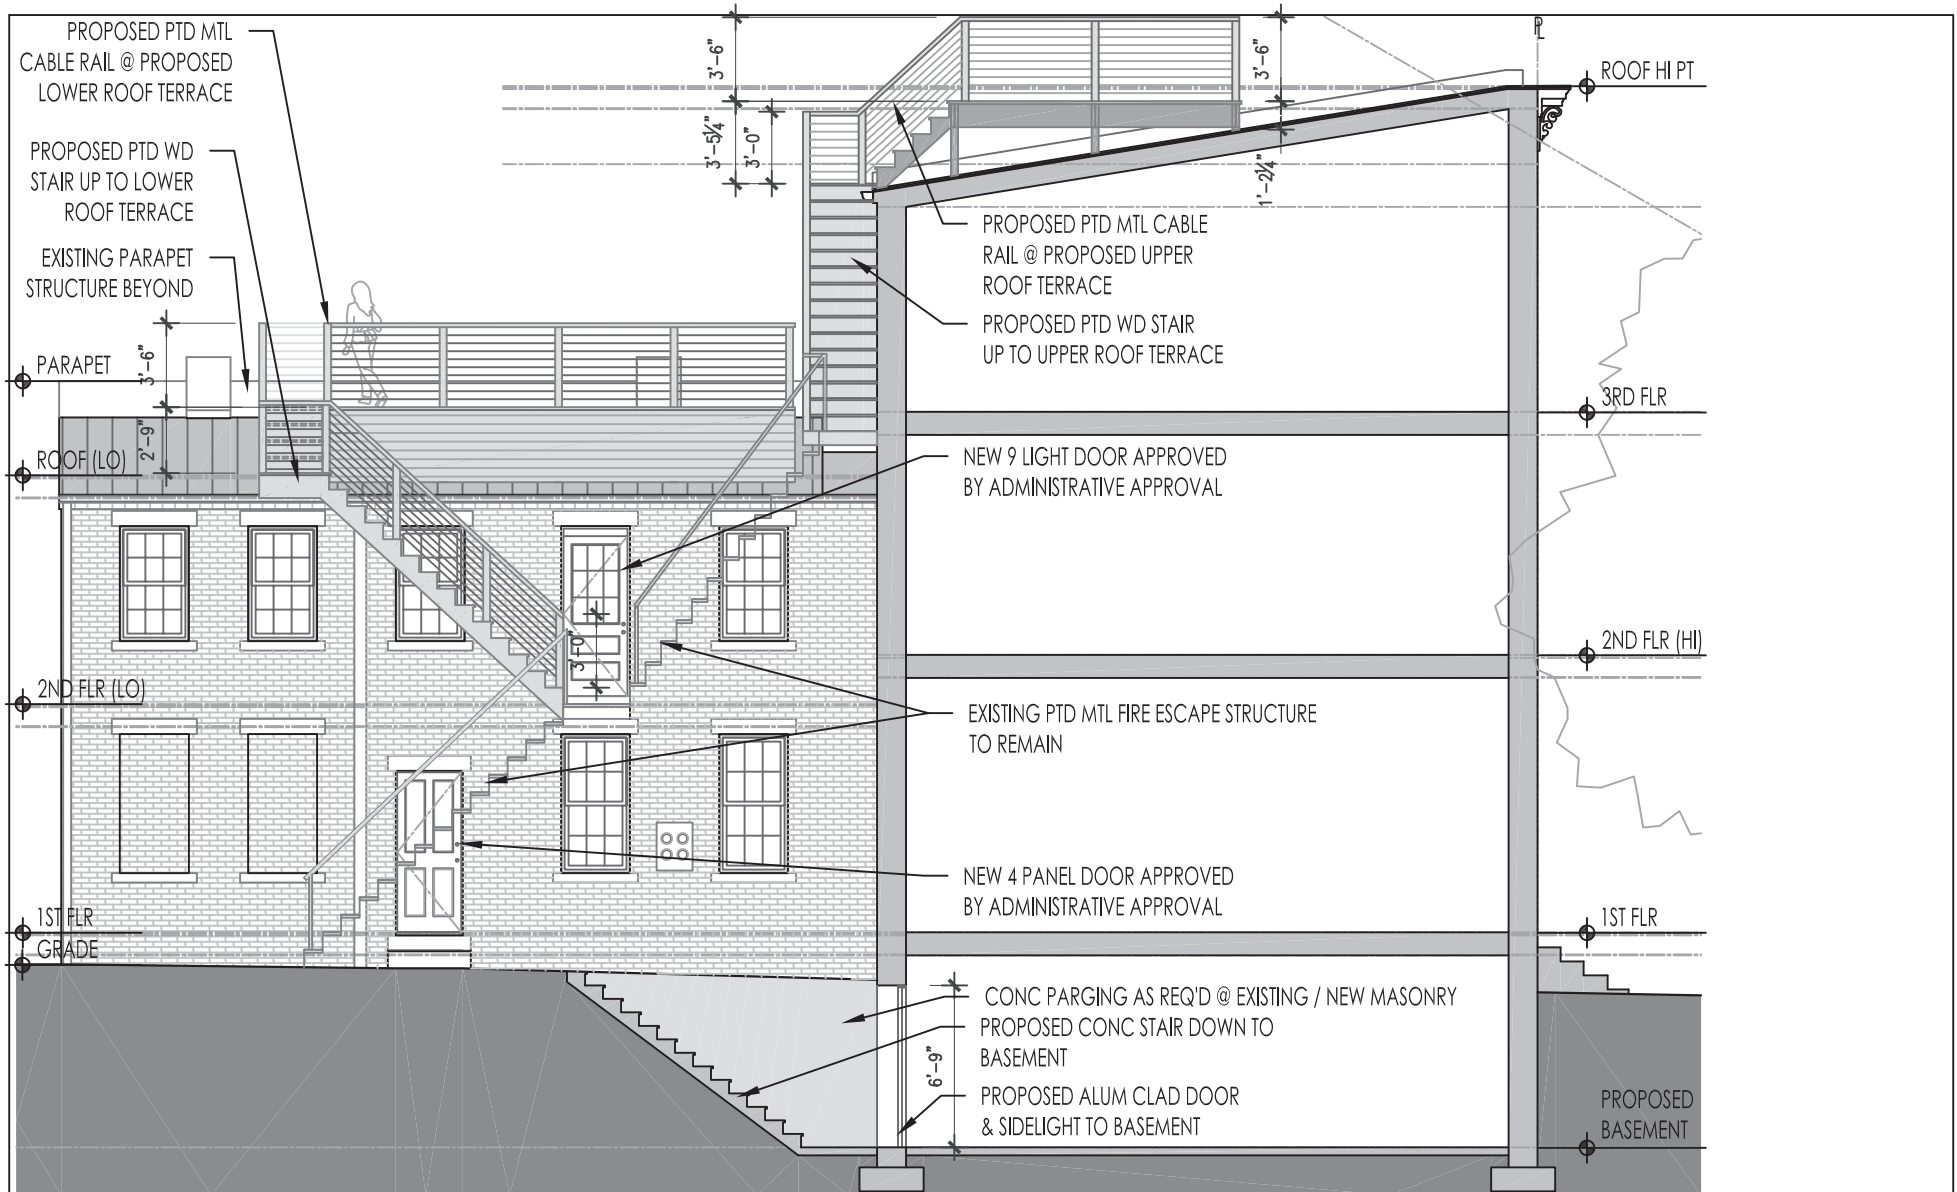 PROPOSED PTD MTL
CABLE RAIL @ PROPOSED
LOWER ROOF TERRACE
PROPOSED PTD WD
STAIR UP TO LOWER
ROOF TERRACE
EXISTING PARAPET
STRUCTURE BEYOND
3'-6"
2'-9"
PARAPET
ROOF (LO)
2ND FLR (LO)
1ST FLR
GRADE
3'-6"
3'-5¼"
3'-0"
3'-6"
1'-2¼"
PL
ROOF HI PT
PROPOSED PTD MTL CABLE
RAIL @ PROPOSED UPPER
ROOF TERRACE
PROPOSED PTD WD STAIR
UP TO UPPER ROOF TERRACE
3RD FLR
NEW 9 LIGHT DOOR APPROVED
BY ADMINISTRATIVE APPROVAL
3'-0"
2ND FLR (HI)
EXISTING PTD MTL FIRE ESCAPE STRUCTURE
TO REMAIN
NEW 4 PANEL DOOR APPROVED
BY ADMINISTRATIVE APPROVAL
1ST FLR
CONC PARGING AS REQ'D @ EXISTING / NEW MASONRY
PROPOSED CONC STAIR DOWN TO
BASEMENT
6'-9"
PROPOSED ALUM CLAD DOOR
& SIDELIGHT TO BASEMENT
PROPOSED
BASEMENT